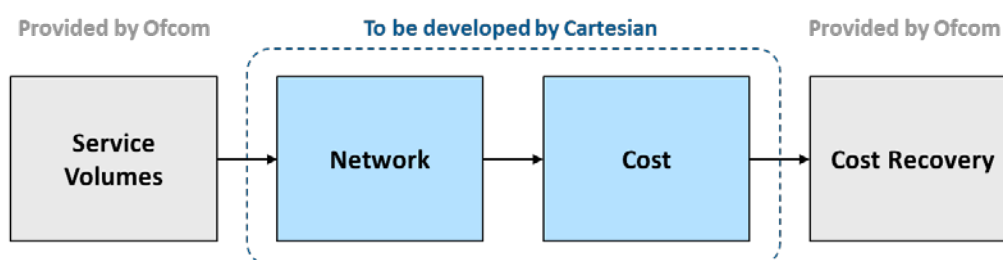 Provided by Ofcom
To be developed by Cartesian
Provided by Ofcom
Service
Volumes
Network
Cost
Cost Recovery